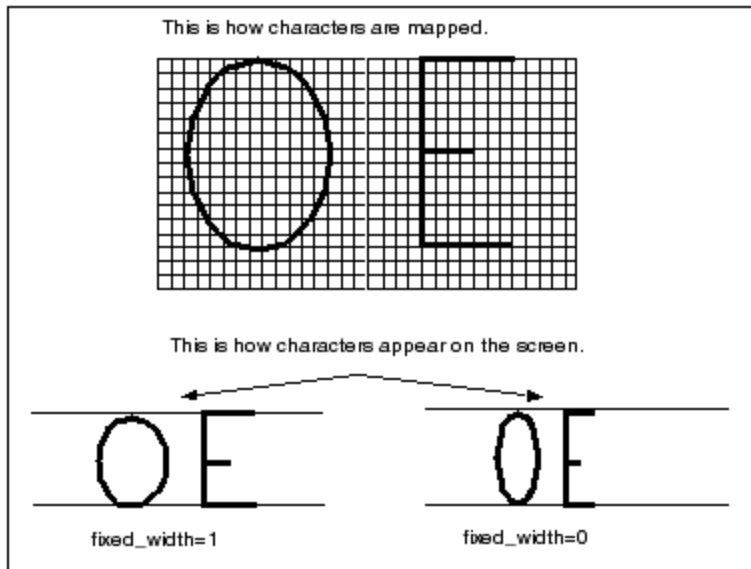 This is how characters are mapped.
O E
This is how characters appear on the screen.
O E O E
fixed_width=1 fixed_width=0